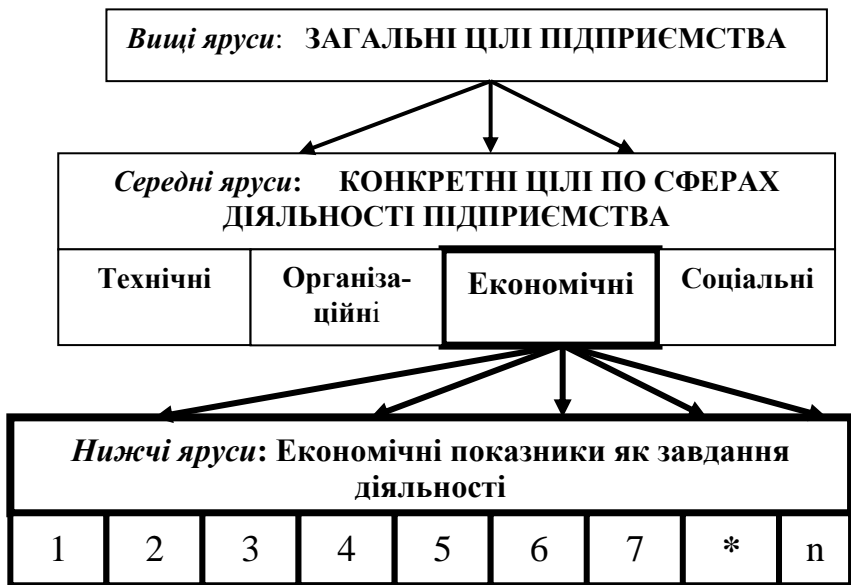 Вищі яруси: ЗАГАЛЬНІ ЦІЛІ ПІДПРИЄМСТВА
Середні яруси: КОНКРЕТНІ ЦІЛІ ПО СФЕРАХ
ДІЯЛЬНОСТІ ПІДПРИЄМСТВА
Технічні
Організа-
ційні
Економічні
Соціальні
Нижчі яруси: Економічні показники як завдання
діяльності
1 2 3 4 5 6 7 * n